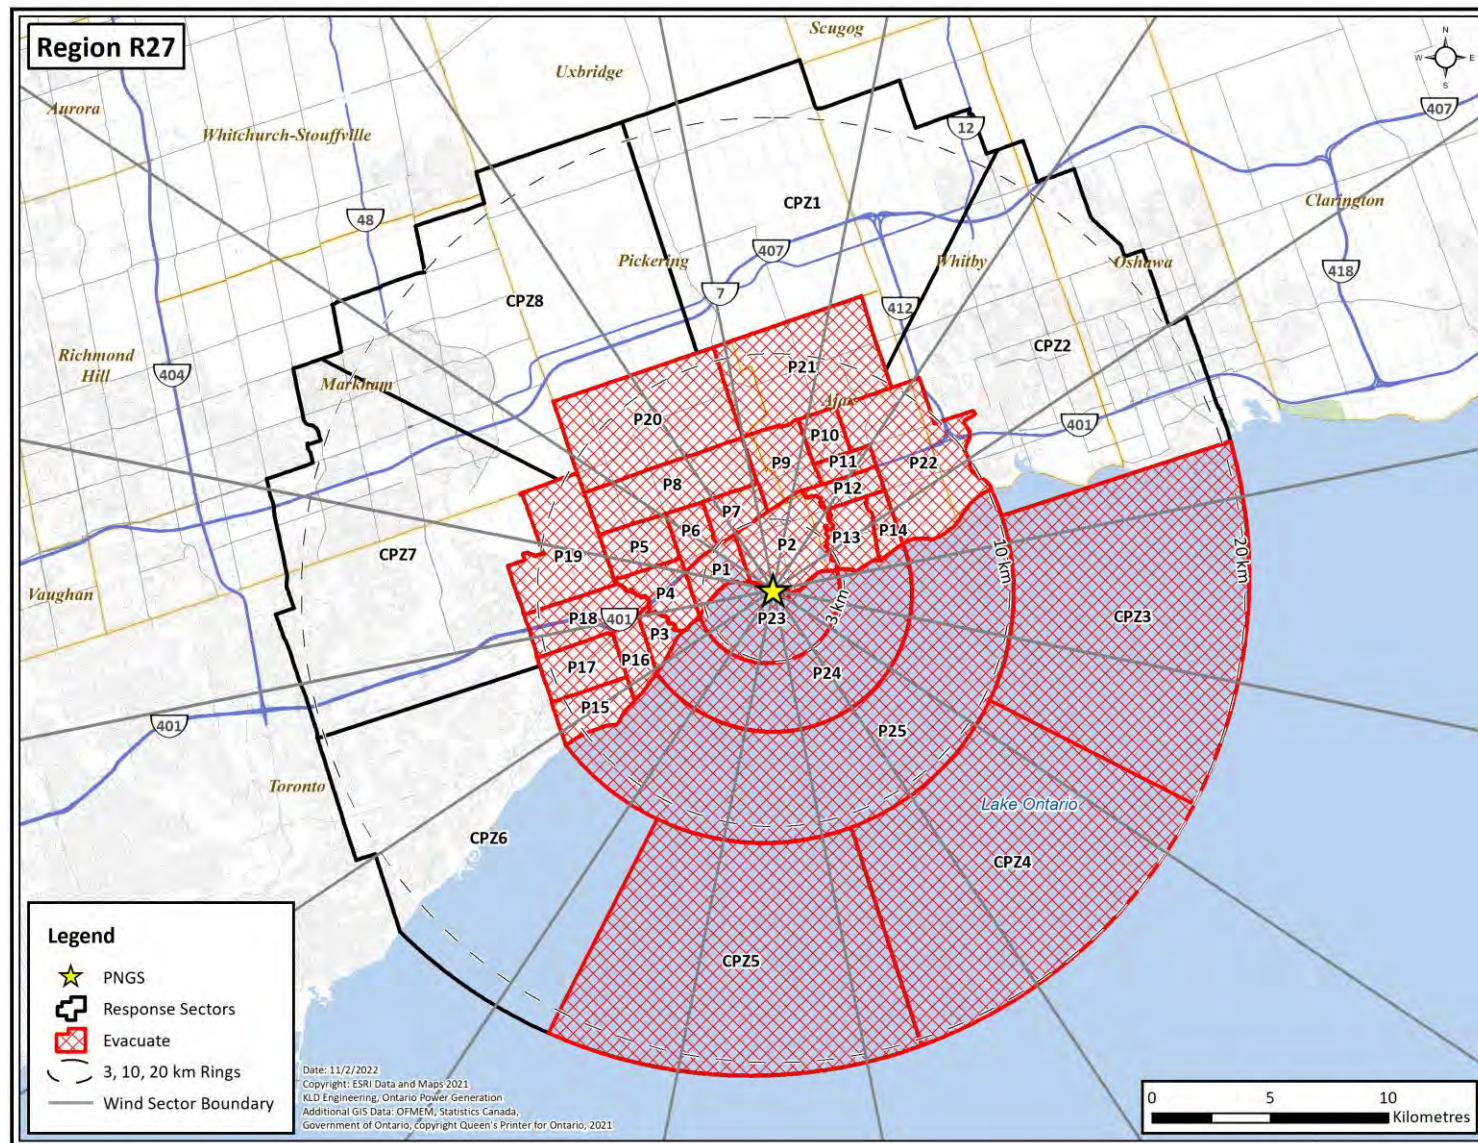 Region R27
Scugog
Uxbridge
N
W E
S
Aurora
407
12
Whitchurch-Stouffville
48
CPZ1
Clarington
407
Pickering
Whitby
Oshawa
418
7
CPZ8
412
Richmond
Hill
404
Markham
CPZ2
P21
Ajax
P20
401
P10
P9
P11
P22
P8
P12
P7
P6
P14
P13
P5
P2
CPZ7
P19
10 km
20 km
P1
Vaughan
P4
3 km
CPZ3
P18
401
P23
P3
P16
P17
P24
P15
401
P25
Toronto
Lake Ontario
CPZ6
CPZ4
CPZ5
Legend
PNGS
Response Sectors
Evacuate
3, 10, 20 km Rings
Wind Sector Boundary
Date: 11/2/2022
Copyright: ESRI Data and Maps 2021
KLD Engineering, Ontario Power Generation
Additional GIS Data: OFMEM, Statistics Canada,
Government of Ontario, copyright Queen's Printer for Ontario, 2021
0 5 10
Kilometres